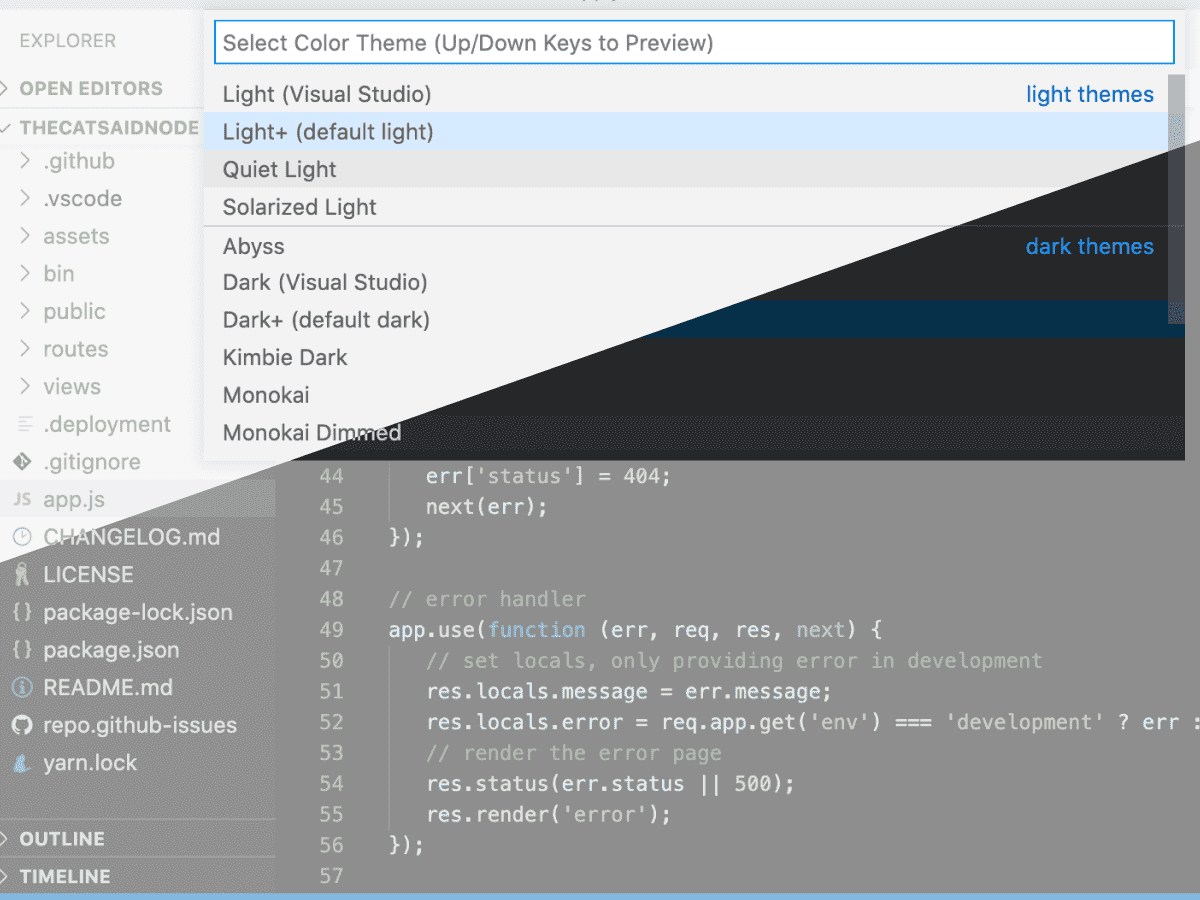 EXPLORER
OPEN EDITORS
THECATSAIDNODE
.github
.vscode
assets
bin
public
routes
views
.deployment
.gitignore
JS app.js
CHANGELOG.md
LICENSE
{} package-lock.json
{} package.json
README.md
repo.github-issues
yarn.lock
OUTLINE
TIMELINE
Select Color Theme (Up/Down Keys to Preview)
Light (Visual Studio) light themes
Light+ (default light)
Quiet Light
Solarized Light
Abyss dark themes
Dark (Visual Studio)
Dark+ (default dark)
Kimbie Dark
Monokai
Monokai Dimmed
44 err['status'] = 404;
45 next(err);
46 });
47
48 // error handler
49 app.use(function (err, req, res, next) {
50 // set locals, only providing error in development
51 res.locals.message = err.message;
52 res.locals.error = req.app.get('env') === 'development' ? err :
53 // render the error page
54 res.status(err.status || 500);
55 res.render('error');
56 });
57